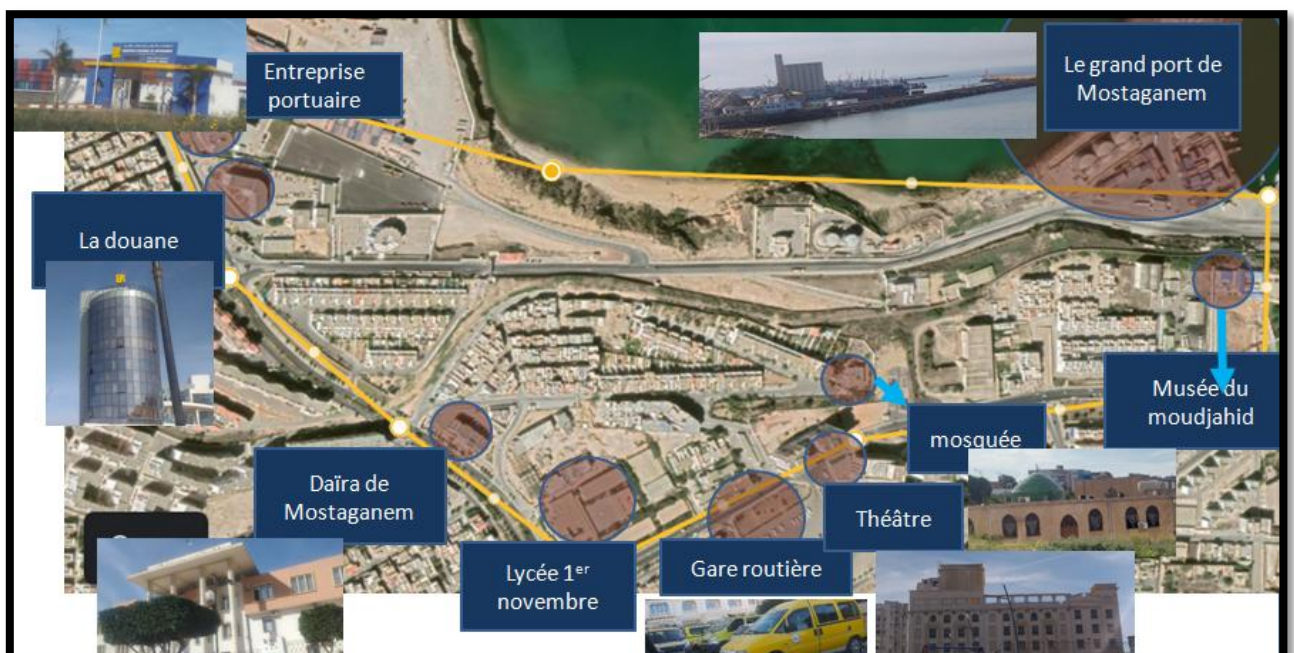 Entreprise
portuaire
Le grand port de
Mostaganem
La douane
Musée du
moudjahid
mosquée
Daïra de
Mostaganem
Théâtre
Lycée 1er
novembre
Gare routière